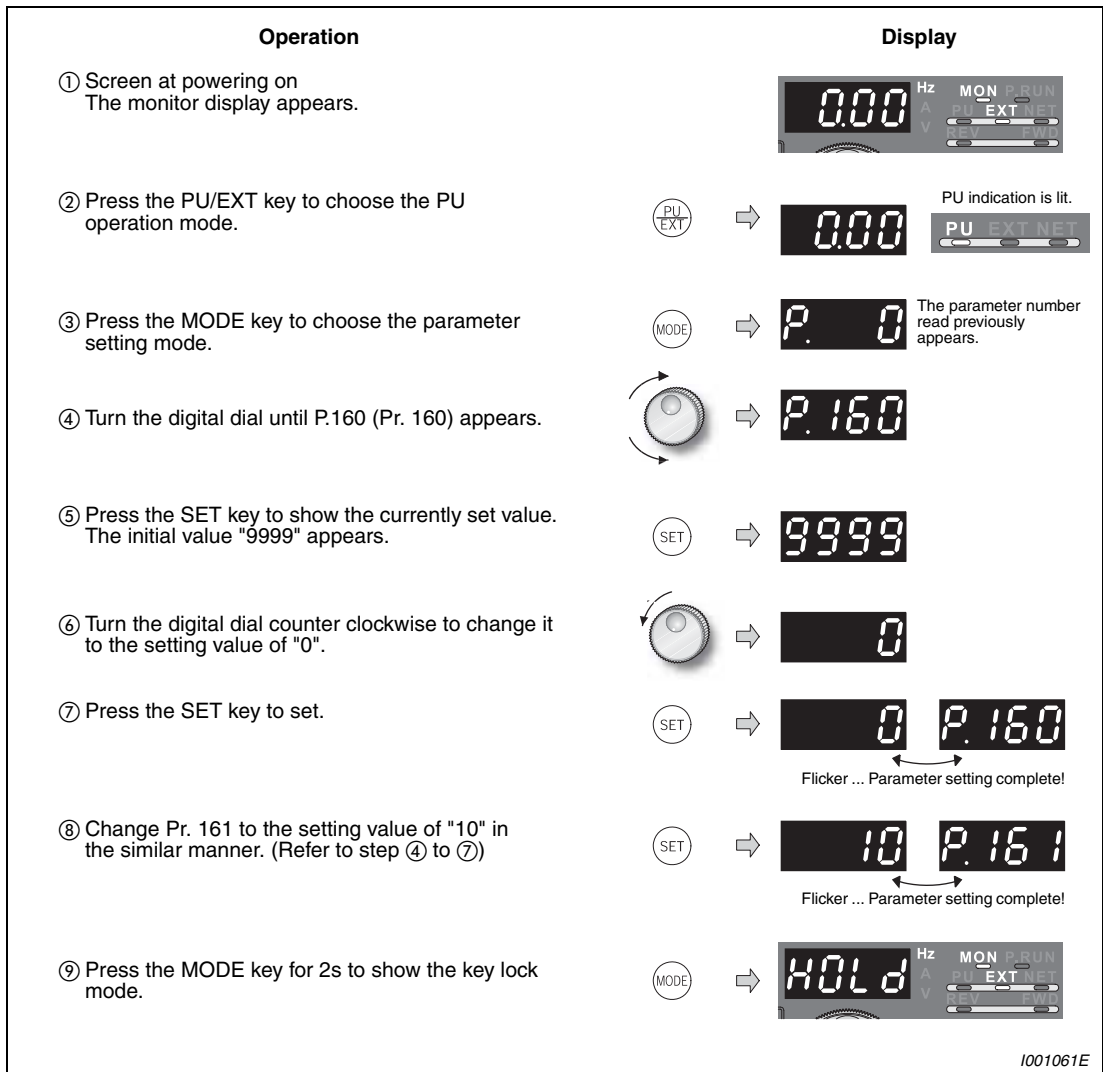 Operation
Display
① Screen at powering on
The monitor display appears.
0.00 Hz A V MON P.RUN
PU EXT NET
REV FWD
② Press the PU/EXT key to choose the PU
operation mode.
PU
EXT
0.00
PU indication is lit.
PU EXT NET
③ Press the MODE key to choose the parameter
setting mode.
MODE
P. 0
The parameter number
read previously
appears.
④ Turn the digital dial until P.160 (Pr. 160) appears.
P. 160
⑤ Press the SET key to show the currently set value.
The initial value "9999" appears.
SET
9999
⑥ Turn the digital dial counter clockwise to change it
to the setting value of "0".
0
⑦ Press the SET key to set.
SET
0 P. 160
Flicker ... Parameter setting complete!
⑧ Change Pr. 161 to the setting value of "10" in
the similar manner. (Refer to step ④ to ⑦)
SET
10 P. 161
Flicker ... Parameter setting complete!
⑨ Press the MODE key for 2s to show the key lock
mode.
MODE
HOLd Hz A V MON P.RUN
PU EXT NET
REV FWD
I001061E